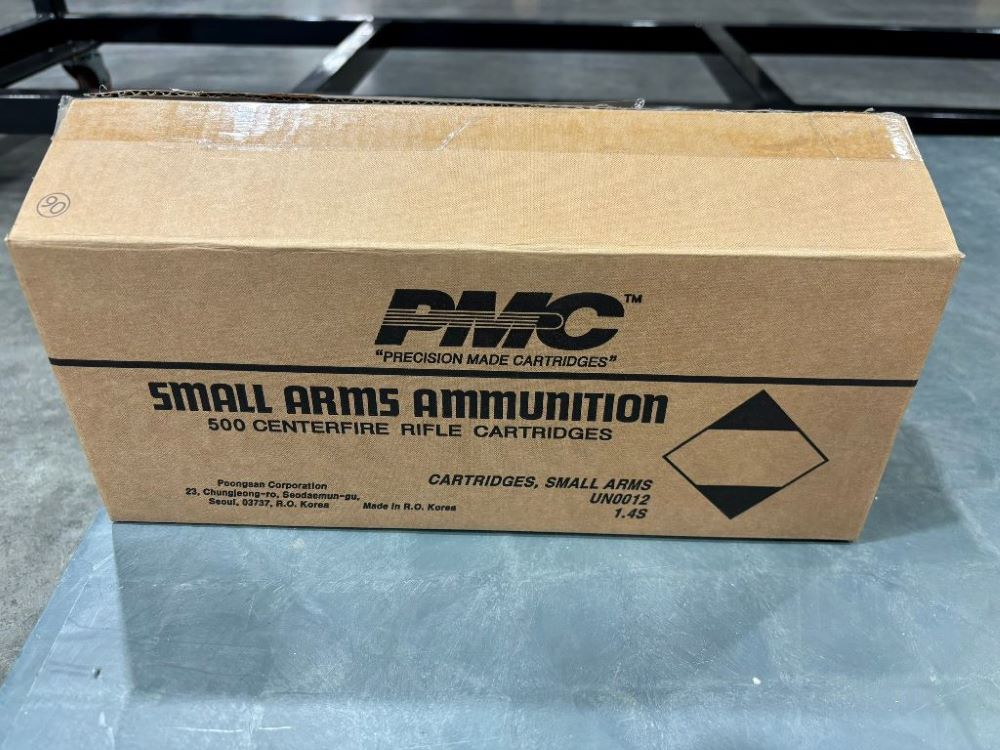 90
PMC™
"PRECISION MADE CARTRIDGES"
SMALL ARMS AMMUNITION
500 CENTERFIRE RIFLE CARTRIDGES
Poongsan Corporation
23, Chungjeong-ro, Seodaemun-gu,
Seoul, 03737, R.O. Korea
Made in R.O. Korea
CARTRIDGES, SMALL ARMS
UN0012
1.4S